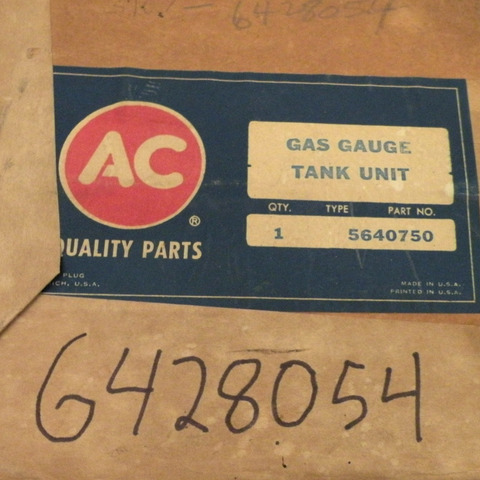 6428054
AC
®
QUALITY PARTS
PLUG
ICH, U.S.A.
GAS GAUGE
TANK UNIT
QTY. TYPE PART NO.
1 5640750
MADE IN U.S.A.
PRINTED IN U.S.A.
6428054